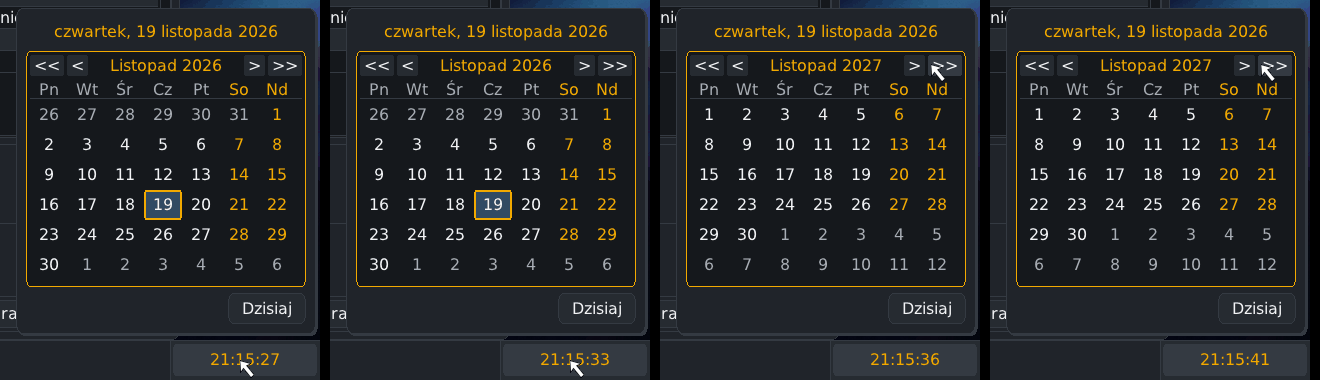 ni
czwartek, 19 listopada 2026
<< < Listopad 2026 > >>
Pn Wt Śr Cz Pt So Nd
26 27 28 29 30 31 1
2 3 4 5 6 7 8
9 10 11 12 13 14 15
16 17 18 19 20 21 22
23 24 25 26 27 28 29
30 1 2 3 4 5 6
ra
Dzisiaj
21:15:27
ni
czwartek, 19 listopada 2026
<< < Listopad 2026 > >>
Pn Wt Śr Cz Pt So Nd
26 27 28 29 30 31 1
2 3 4 5 6 7 8
9 10 11 12 13 14 15
16 17 18 19 20 21 22
23 24 25 26 27 28 29
30 1 2 3 4 5 6
ra
Dzisiaj
21:15:33
ni
czwartek, 19 listopada 2026
<< < Listopad 2027 > >>
Pn Wt Śr Cz Pt So Nd
1 2 3 4 5 6 7
8 9 10 11 12 13 14
15 16 17 18 19 20 21
22 23 24 25 26 27 28
29 30 1 2 3 4 5
6 7 8 9 10 11 12
ra
Dzisiaj
21:15:36
ni
czwartek, 19 listopada 2026
<< < Listopad 2027 > >>
Pn Wt Śr Cz Pt So Nd
1 2 3 4 5 6 7
8 9 10 11 12 13 14
15 16 17 18 19 20 21
22 23 24 25 26 27 28
29 30 1 2 3 4 5
6 7 8 9 10 11 12
ra
Dzisiaj
21:15:41